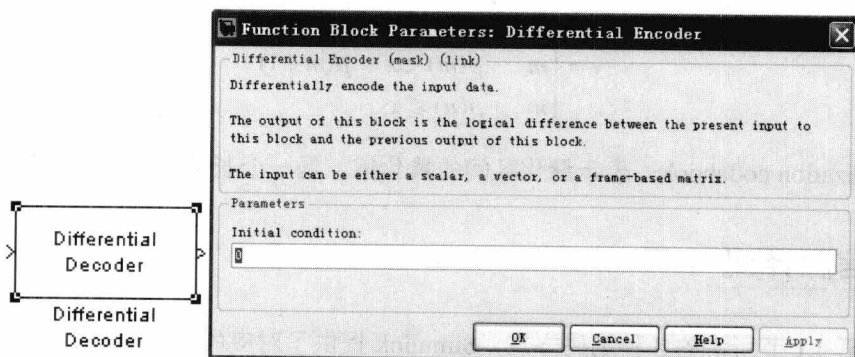 Function Block Parameters: Differential Encoder
Differential Encoder (mask) (link)
Differentially encode the input data.
The output of this block is the logical difference between the present input to
this block and the previous output of this block.
The input can be either a scalar, a vector, or a frame-based matrix.
Parameters
Initial condition:
0
OK
Cancel
Help
Apply
Differential
Decoder
Differential
Decoder